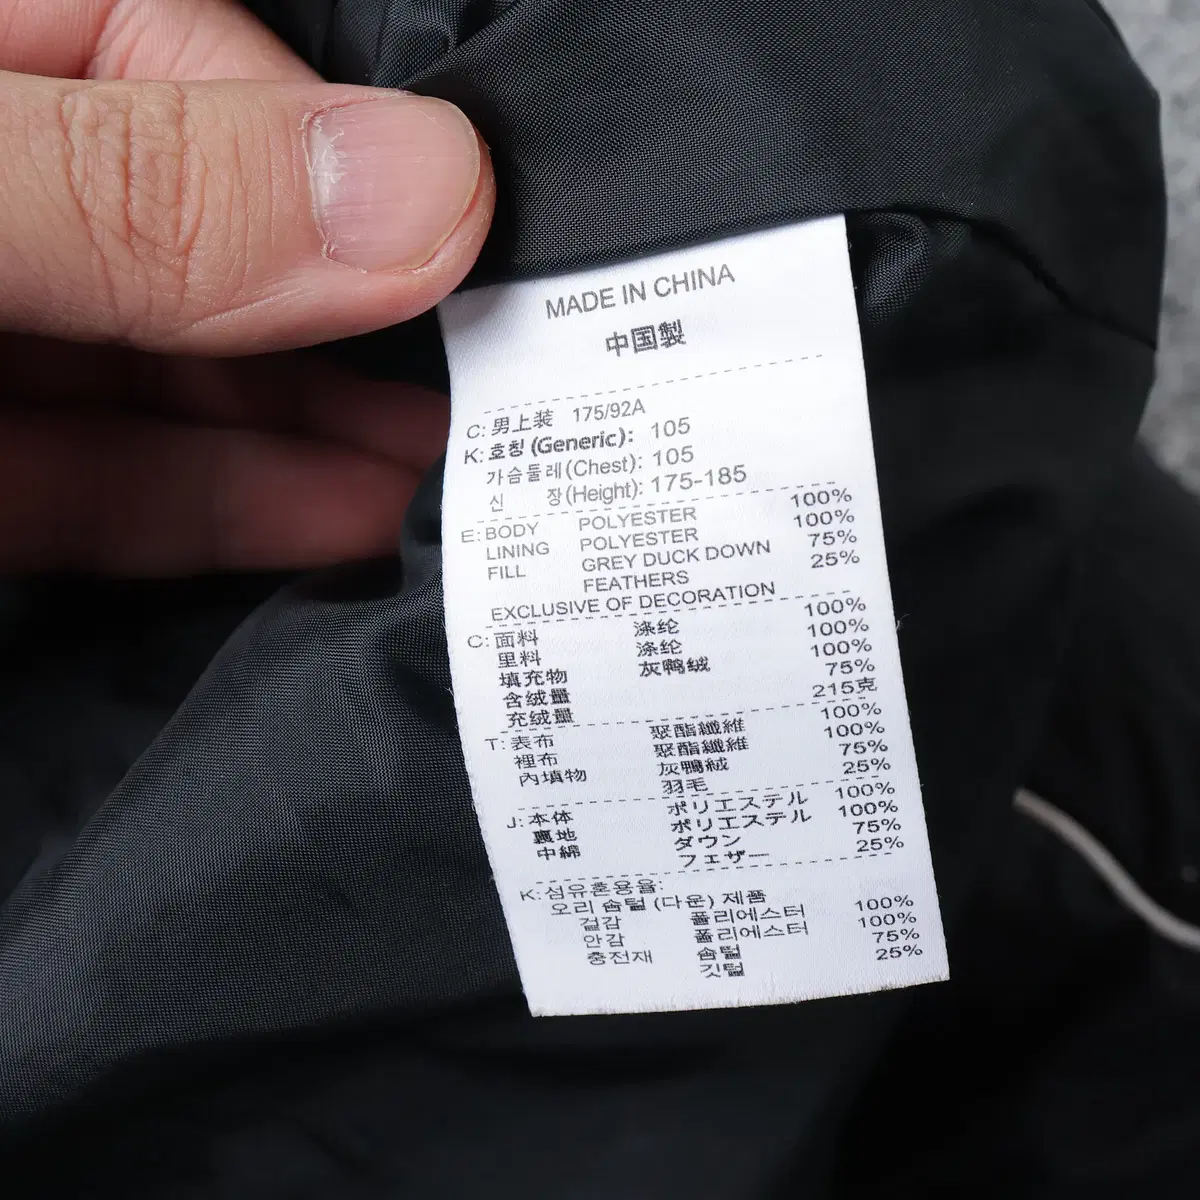 MADE IN CHINA
中国製
C: 男上装 175/92A
K: 호칭 (Generic): 105
가슴둘레(Chest): 105
신 장(Height): 175-185
E: BODY POLYESTER 100%
LINING POLYESTER 100%
FILL GREY DUCK DOWN 75%
FEATHERS 25%
EXCLUSIVE OF DECORATION
C: 面料 涤纶 100%
里料 涤纶 100%
填充物 灰鸭绒 100%
含绒量 75%
充绒量 215克
T: 表布 聚酯纖維 100%
裡布 聚酯纖維 100%
內填物 灰鴨絨 75%
羽毛 25%
J: 本体 ポリエステル 100%
裏地 ポリエステル 100%
中綿 ダウン 75%
フェザー 25%
K: 섬유혼용율:
오리 솜털 (다운) 제품
겉감 폴리에스터 100%
안감 폴리에스터 100%
충전재 솜털 75%
깃털 25%